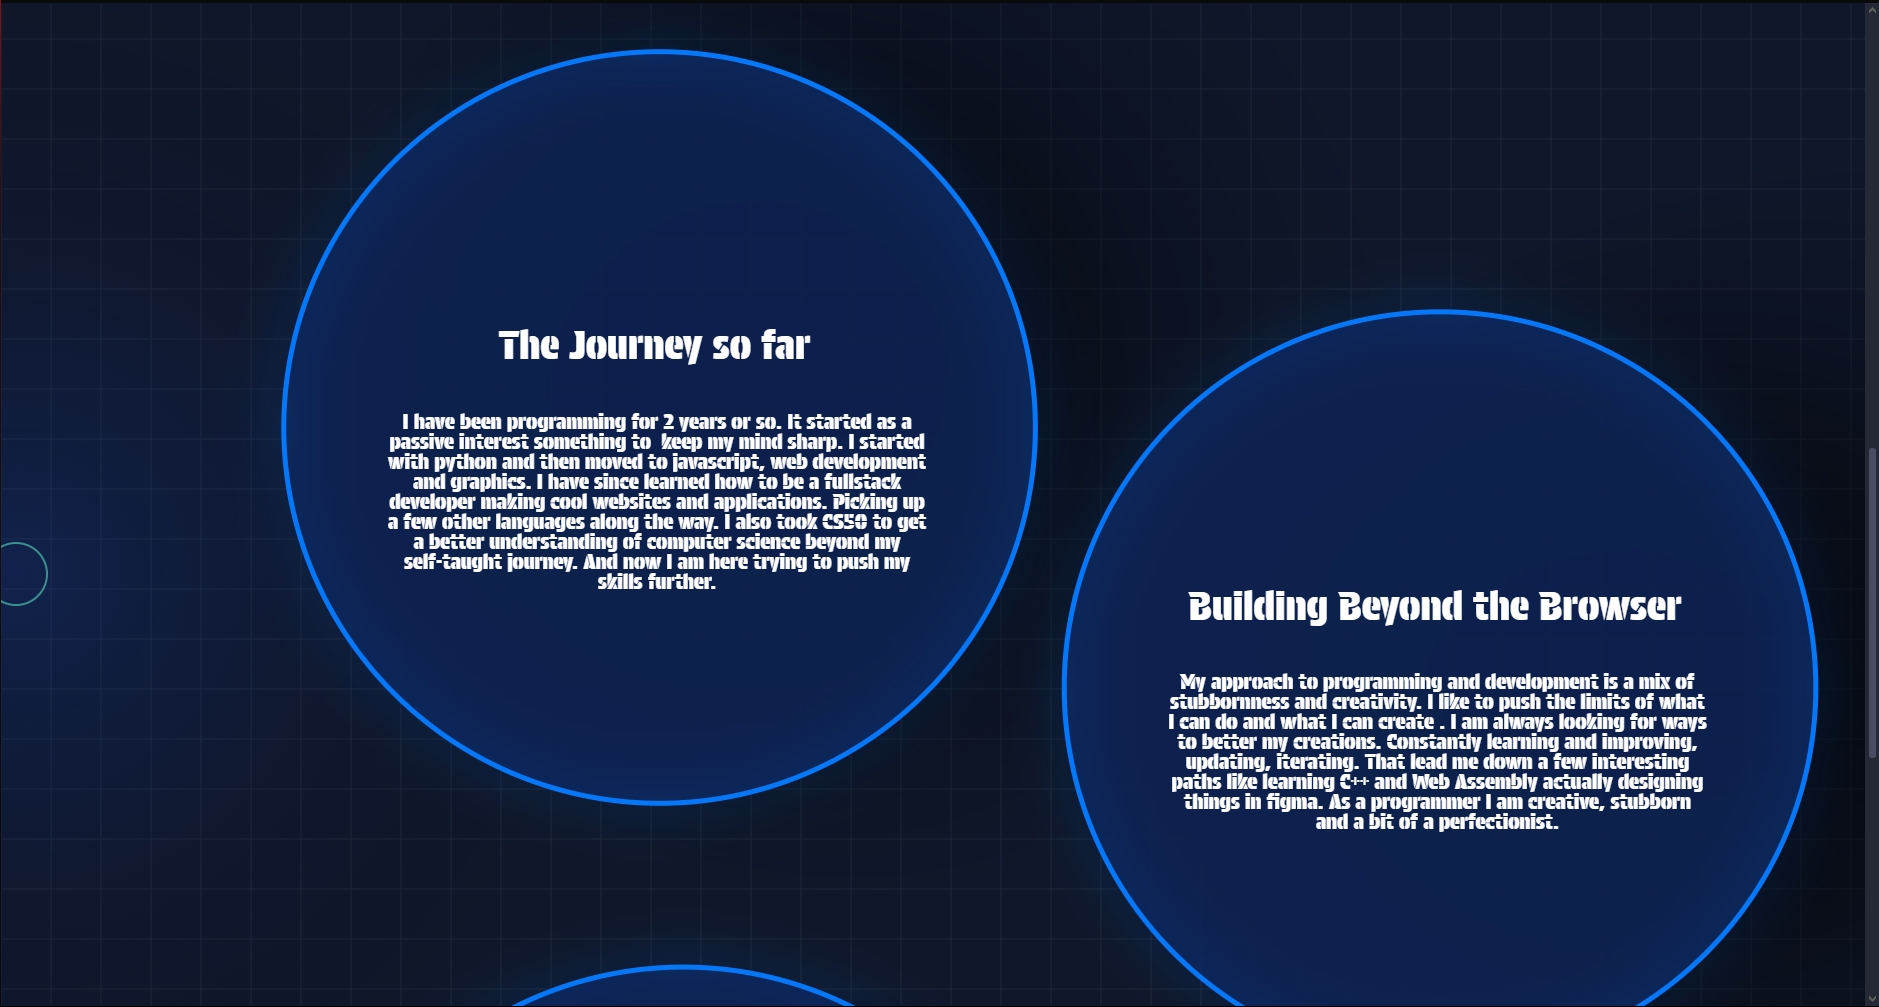 The Journey so far
I have been programming for 2 years or so. It started as a
passive interest something to  keep my mind sharp. I started
with python and then moved to javascript, web development
and graphics. I have since learned how to be a fullstack
developer making cool websites and applications. Picking up
a few other languages along the way. I also took CS50 to get
a better understanding of computer science beyond my
self-taught journey. And now I am here trying to push my
skills further.
Building Beyond the Browser
My approach to programming and development is a mix of
stubbornness and creativity. I like to push the limits of what
I can do and what I can create . I am always looking for ways
to better my creations. Constantly learning and improving,
updating, iterating. That lead me down a few interesting
paths like learning C++ and Web Assembly actually designing
things in figma. As a programmer I am creative, stubborn
and a bit of a perfectionist.